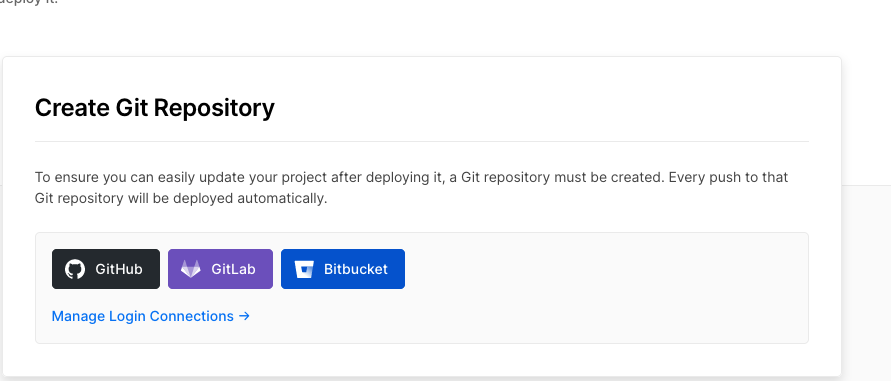 deploy it.
Create Git Repository
To ensure you can easily update your project after deploying it, a Git repository must be created. Every push to that
Git repository will be deployed automatically.
GitHub GitLab Bitbucket
Manage Login Connections →